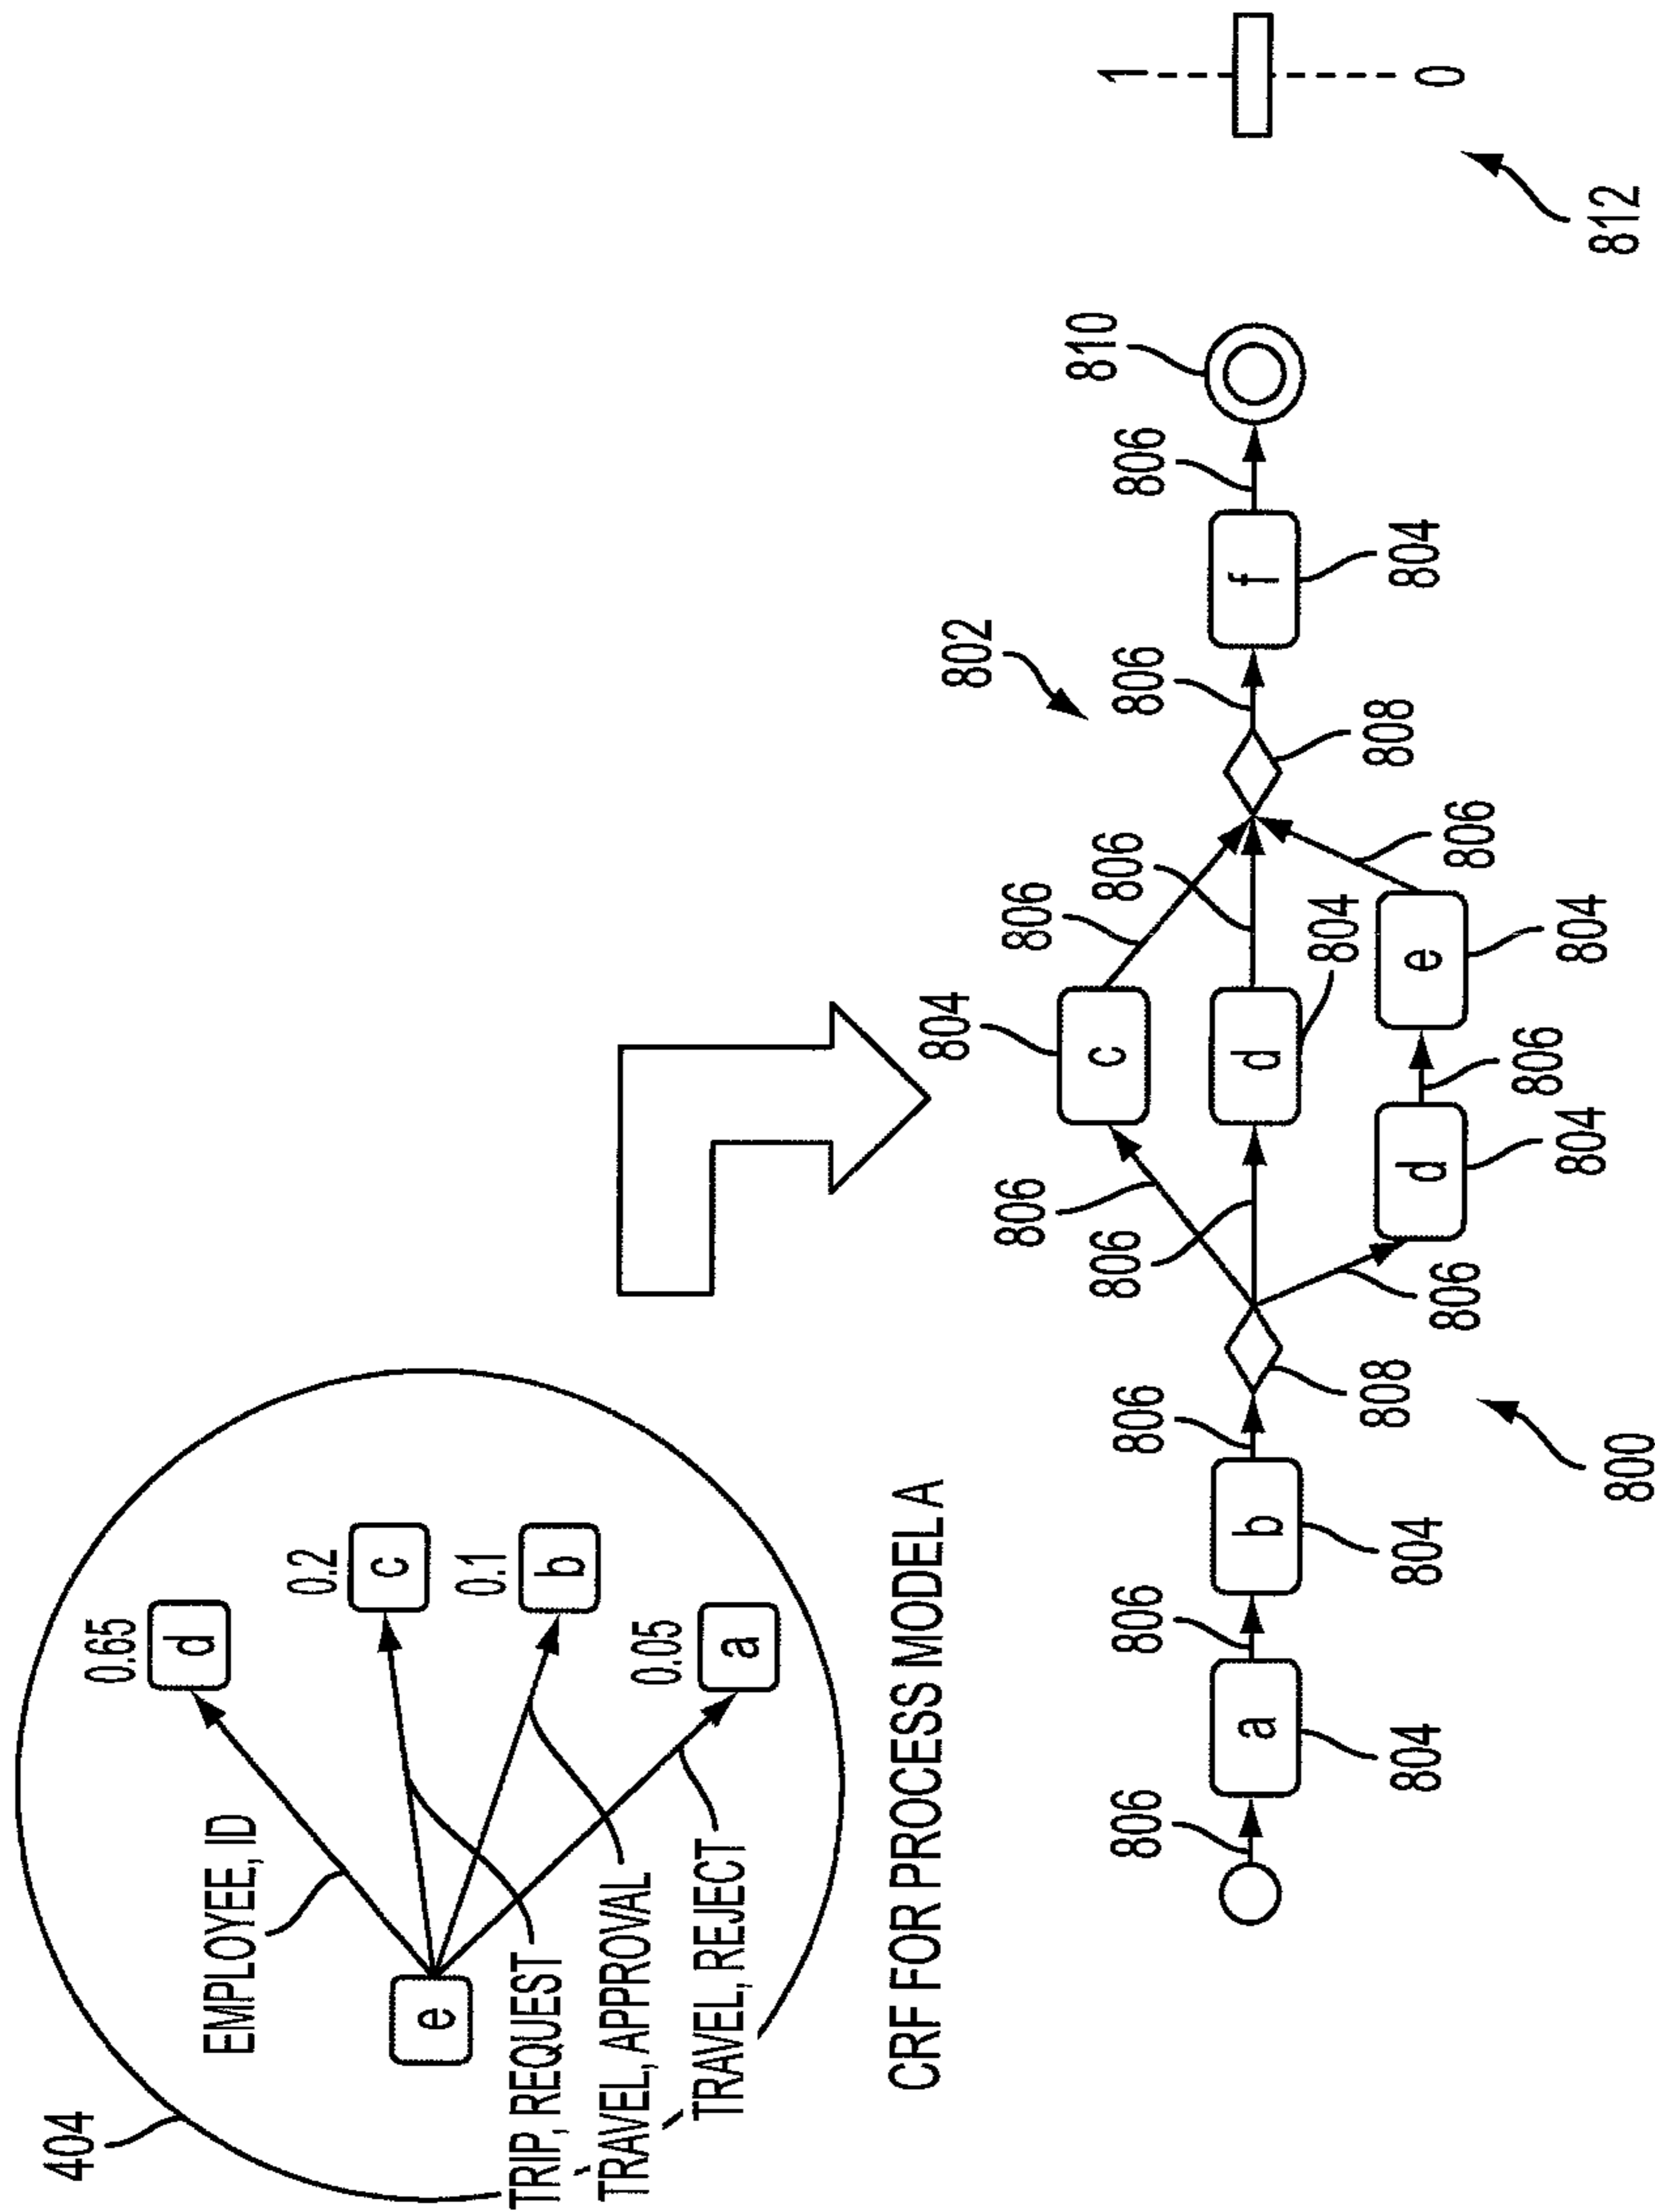 404
0.65
d
EMPLOYEE, ID
0.2
c
e
0.1
b
TRIP, REQUEST
TRAVEL, APPROVAL
0.05
a
TRAVEL, REJECT
CRF FOR PROCESS MODEL A
804
802
806
806
810
c
1
806
806
806
806
806
806
806
a
b
d
f
804
808
808
804
804
804
d
e
0
806
806
806
804
804
812
800